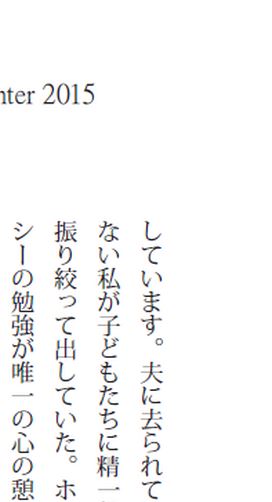 nter 2015
しています。夫に去られて
ない私が子どもたちに精一
振り絞って出していた。ホ
シーの勉強が唯一の心の憩